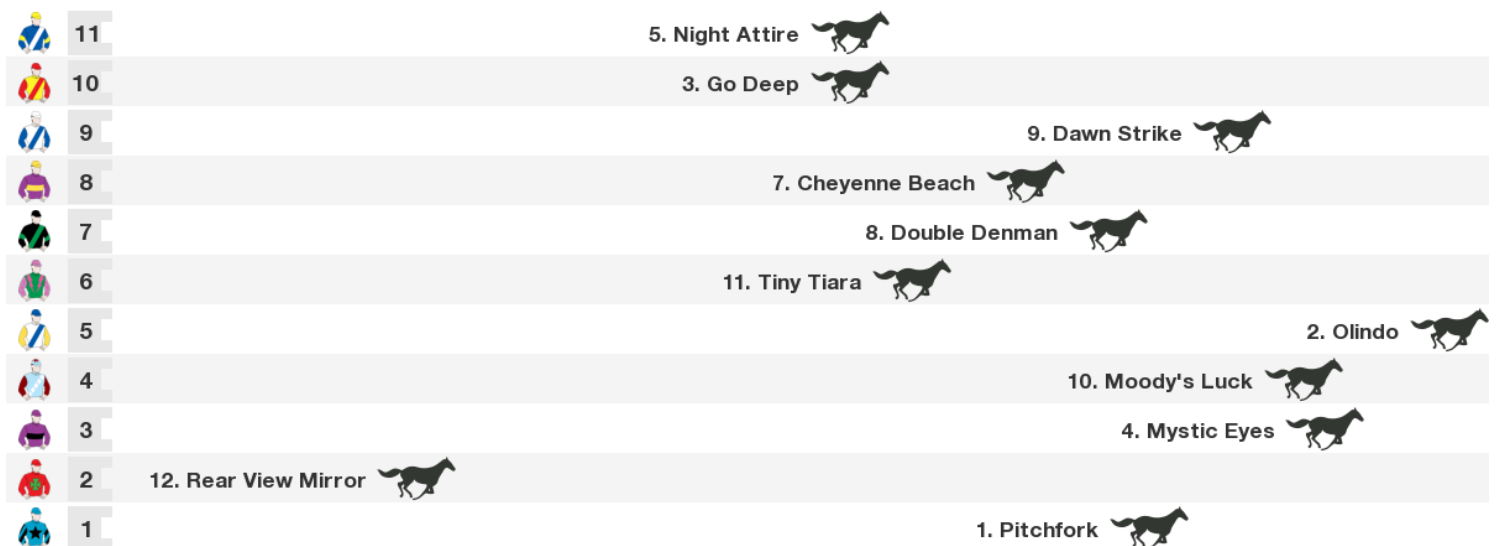 11 5. Night Attire
10 3. Go Deep
9 9. Dawn Strike
8 7. Cheyenne Beach
7 8. Double Denman
6 11. Tiny Tiara
5 2. Olindo
4 10. Moody's Luck
3 4. Mystic Eyes
2 12. Rear View Mirror
1 1. Pitchfork